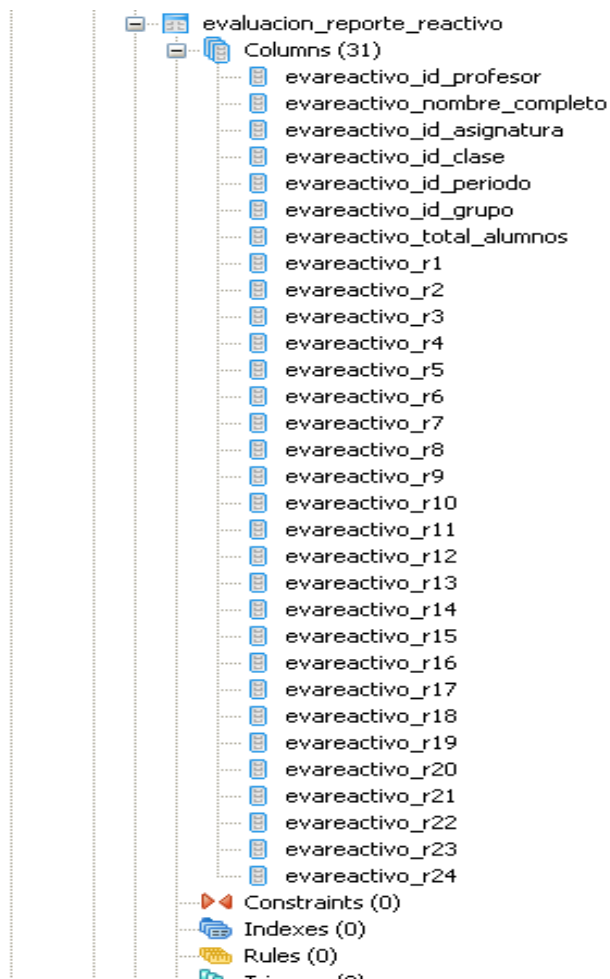 evaluacion_reporte_reactivo
Columns (31)
evareactivo_id_profesor
evareactivo_nombre_completo
evareactivo_id_asignatura
evareactivo_id_clase
evareactivo_id_periodo
evareactivo_id_grupo
evareactivo_total_alumnos
evareactivo_r1
evareactivo_r2
evareactivo_r3
evareactivo_r4
evareactivo_r5
evareactivo_r6
evareactivo_r7
evareactivo_r8
evareactivo_r9
evareactivo_r10
evareactivo_r11
evareactivo_r12
evareactivo_r13
evareactivo_r14
evareactivo_r15
evareactivo_r16
evareactivo_r17
evareactivo_r18
evareactivo_r19
evareactivo_r20
evareactivo_r21
evareactivo_r22
evareactivo_r23
evareactivo_r24
Constraints (0)
Indexes (0)
Rules (0)